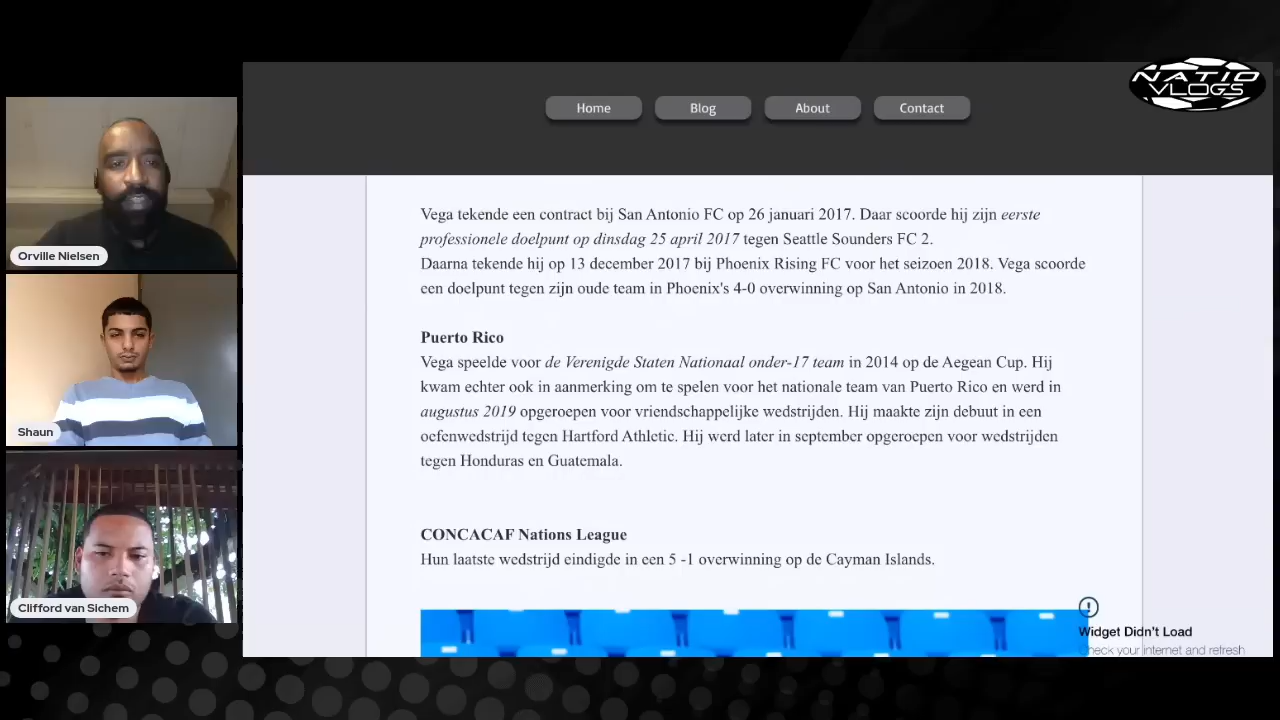 NATIO
VLOGS
Home
Blog
About
Contact
Orville Nielsen
Shaun
Clifford van Sichem
Vega tekende een contract bij San Antonio FC op 26 januari 2017. Daar scoorde hij zijn eerste
professionele doelpunt op dinsdag 25 april 2017 tegen Seattle Sounders FC 2.
Daarna tekende hij op 13 december 2017 bij Phoenix Rising FC voor het seizoen 2018. Vega scoorde
een doelpunt tegen zijn oude team in Phoenix's 4-0 overwinning op San Antonio in 2018.
Puerto Rico
Vega speelde voor de Verenigde Staten Nationaal onder-17 team in 2014 op de Aegean Cup. Hij
kwam echter ook in aanmerking om te spelen voor het nationale team van Puerto Rico en werd in
augustus 2019 opgeroepen voor vriendschappelijke wedstrijden. Hij maakte zijn debuut in een
oefenwedstrijd tegen Hartford Athletic. Hij werd later in september opgeroepen voor wedstrijden
tegen Honduras en Guatemala.
CONCACAF Nations League
Hun laatste wedstrijd eindigde in een 5 -1 overwinning op de Cayman Islands.
Widget Didn't Load
Check your internet and refresh